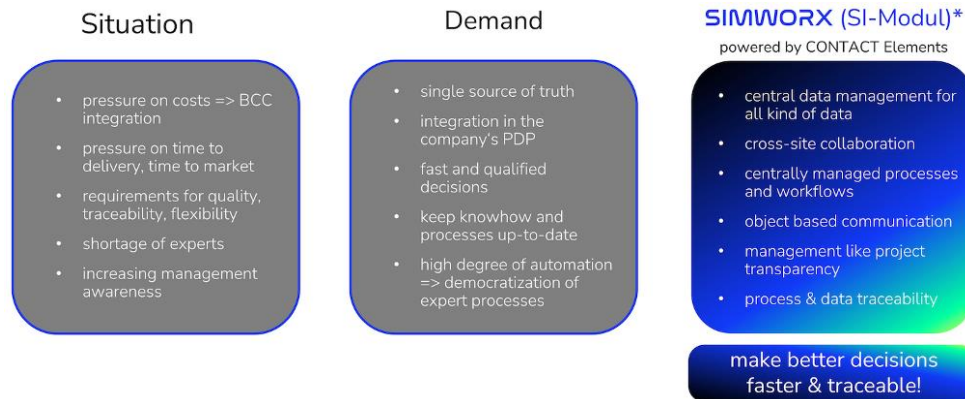 Situation
• pressure on costs => BCC
integration
• pressure on time to
delivery, time to market
• requirements for quality,
traceability, flexibility
• shortage of experts
• increasing management
awareness
Demand
• single source of truth
• integration in the
company's PDP
• fast and qualified
decisions
• keep knowhow and
processes up-to-date
• high degree of automation
=> democratization of
expert processes
SIMWORX (SI-Modul)*
powered by CONTACT Elements
• central data management for
all kind of data
• cross-site collaboration
• centrally managed processes
and workflows
• object based communication
• management like project
transparency
• process & data traceability
make better decisions
faster & traceable!